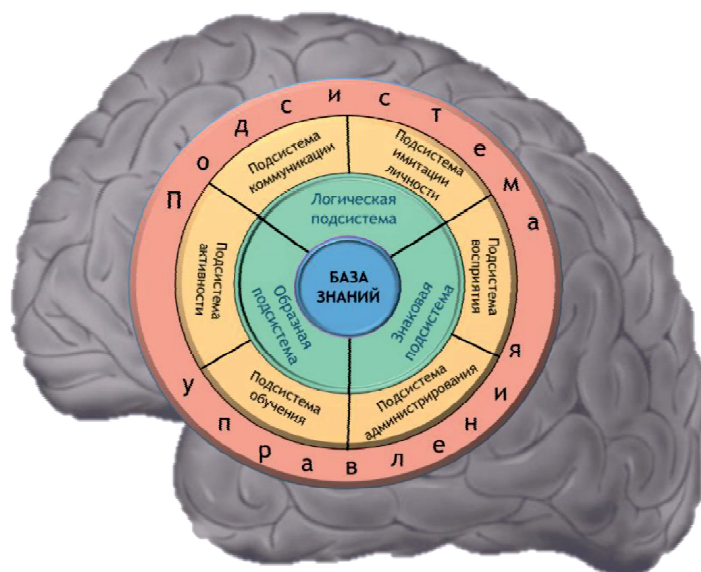 Подсистема
управления
Подсистема
коммуникации
Подсистема
имитации
личности
Подсистема
активности
Подсистема
восприятия
Подсистема
обучения
Подсистема
администрирования
Логическая
подсистема
Образная
подсистема
Знаковая
подсистема
БАЗА
ЗНАНИЙ